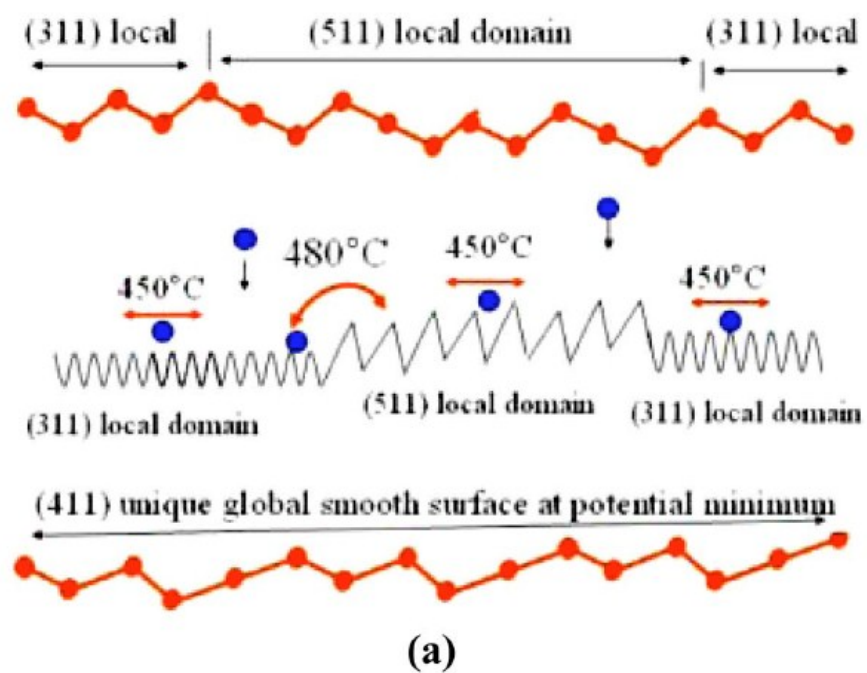 (311) local (511) local domain (311) local
480°C
450°C 450°C 450°C
(311) local domain (511) local domain (311) local domain
(411) unique global smooth surface at potential minimum
(a)